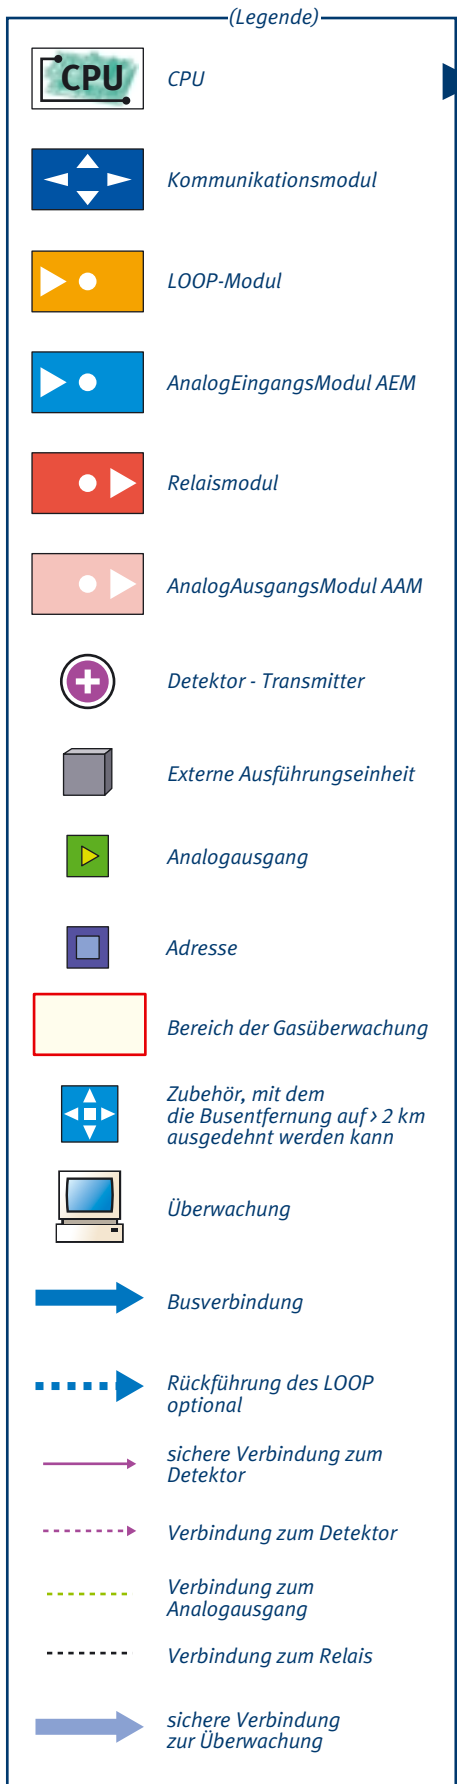 (Legende)
CPU
CPU
Kommunikationsmodul
LOOP-Modul
AnalogEingangsModul AEM
Relaismodul
AnalogAusgangsModul AAM
Detektor - Transmitter
Externe Ausführungseinheit
Analogausgang
Adresse
Bereich der Gasüberwachung
Zubehör, mit dem
die Busentfernung auf > 2 km
ausgedehnt werden kann
Überwachung
Busverbindung
Rückführung des LOOP
optional
sichere Verbindung zum
Detektor
Verbindung zum Detektor
Verbindung zum
Analogausgang
Verbindung zum Relais
sichere Verbindung
zur Überwachung